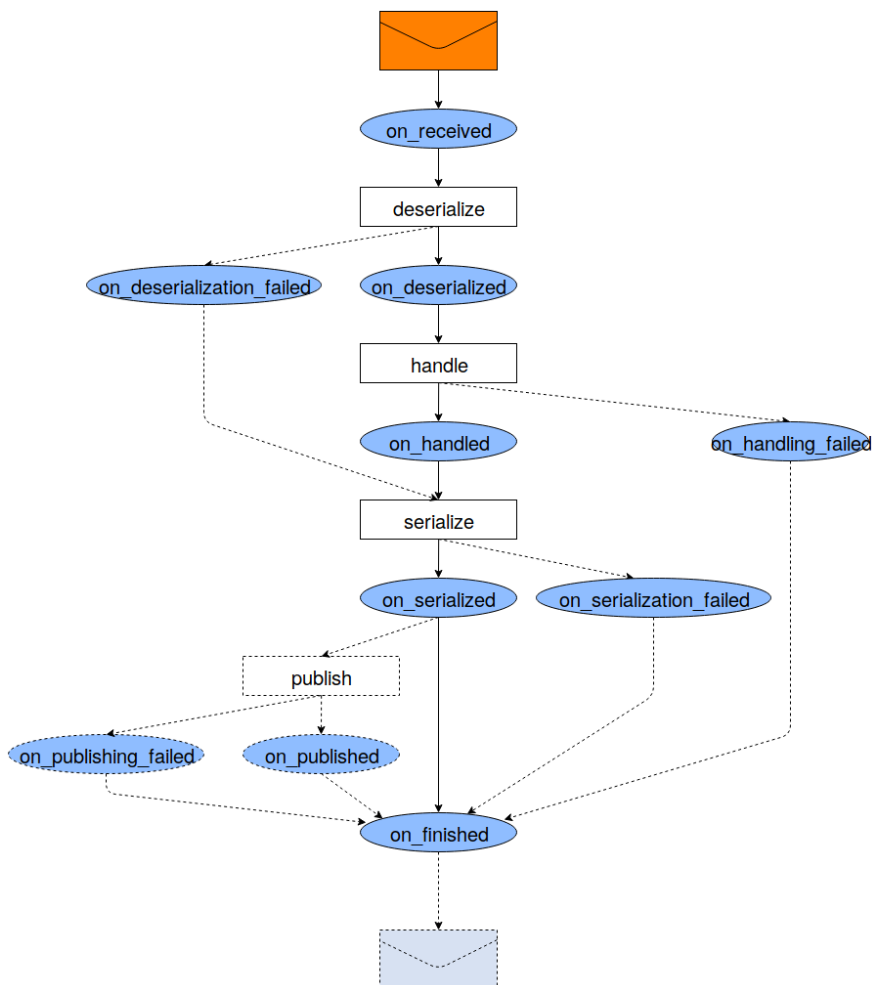 on_received
deserialize
on_deserialization_failed
on_deserialized
handle
on_handled
on_handling_failed
serialize
on_serialized
on_serialization_failed
publish
on_publishing_failed
on_published
on_finished